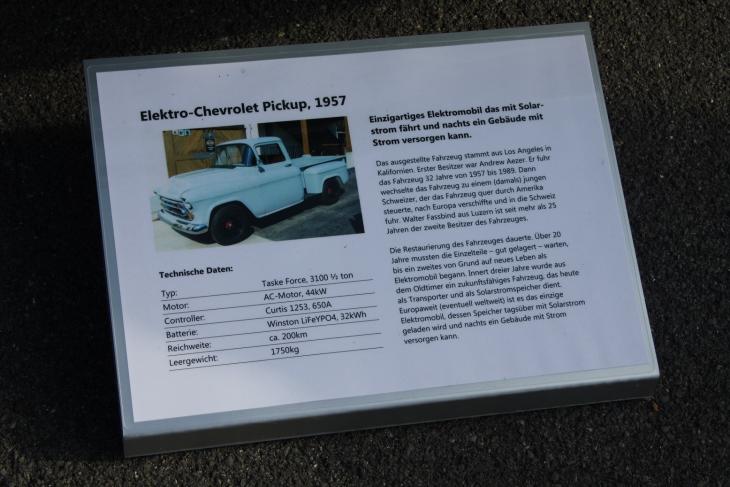 Elektro-Chevrolet Pickup, 1957
Technische Daten:
Typ: Taske Force, 3100 ½ ton
Motor: AC-Motor, 44kW
Controller: Curtis 1253, 650A
Batterie: Winston LiFeYPO4, 32kWh
Reichweite: ca. 200km
Leergewicht: 1750kg
Einzigartiges Elektromobil das mit Solar-
strom fährt und nachts ein Gebäude mit
Strom versorgen kann.
Das ausgestellte Fahrzeug stammt aus Los Angeles in
Kalifornien. Erster Besitzer war Andrew Aezer. Er fuhr
das Fahrzeug 32 Jahre von 1957 bis 1989. Dann
wechselte das Fahrzeug zu einem (damals) jungen
Schweizer, der das Fahrzeug quer durch Amerika
steuerte, nach Europa verschiffte und in die Schweiz
fuhr. Walter Fassbind aus Luzern ist seit mehr als 25
Jahren der zweite Besitzer des Fahrzeuges.
Die Restaurierung des Fahrzeuges dauerte. Über 20
Jahre mussten die Einzelteile – gut gelagert – warten,
bis ein zweites von Grund auf neues Leben als
Elektromobil begann. Innert dreier Jahre wurde aus
dem Oldtimer ein zukunftsfähiges Fahrzeug, das heute
als Transporter und als Solarstromspeicher dient.
Europaweit (eventuell weltweit) ist es das einzige
Elektromobil, dessen Speicher tagsüber mit Solarstrom
geladen wird und nachts ein Gebäude mit Strom
versorgen kann.